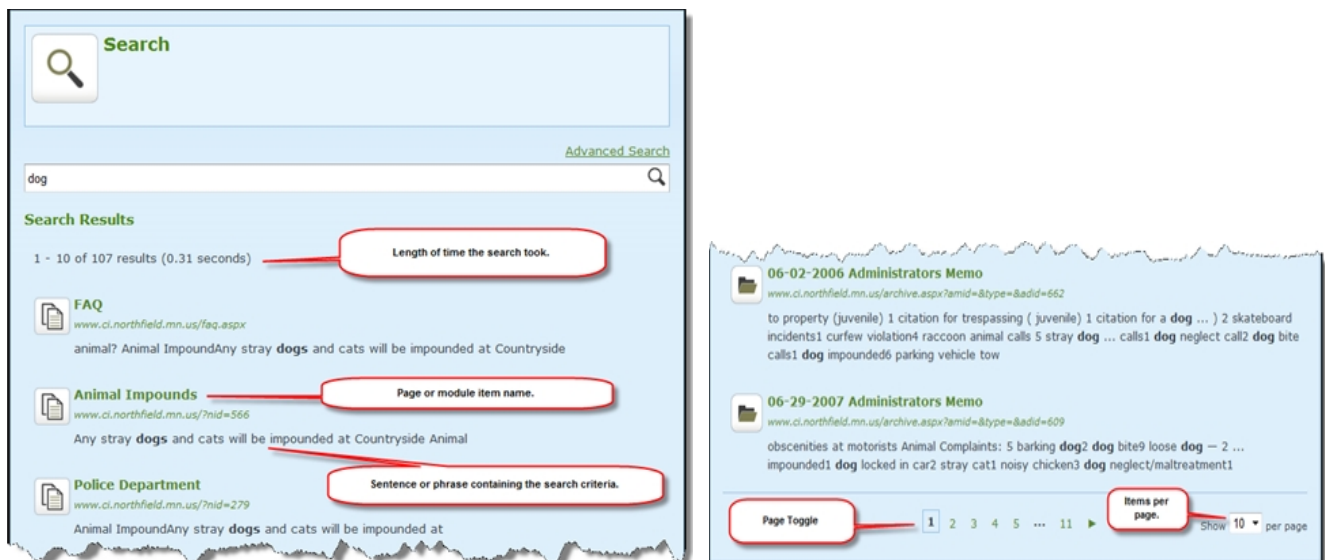 Search
Advanced Search
dog
Search Results
1 - 10 of 107 results (0.31 seconds)
Length of time the search took.
FAQ
www.ci.northfield.mn.us/faq.aspx
animal? Animal ImpoundAny stray dogs and cats will be impounded at Countryside
Animal Impounds
Page or module item name.
www.ci.northfield.mn.us/?nid=566
Any stray dogs and cats will be impounded at Countryside Animal
Sentence or phrase containing the search criteria.
Police Department
www.ci.northfield.mn.us/?nid=279
Animal ImpoundAny stray dogs and cats will be impounded at
06-02-2006 Administrators Memo
www.ci.northfield.mn.us/archive.aspx?amid=&type=&adid=662
to property (juvenile) 1 citation for trespassing ( juvenile) 1 citation for a dog ... ) 2 skateboard
incidents1 curfew violation4 raccoon animal calls 5 stray dog ... calls1 dog neglect call2 dog bite
calls1 dog impounded6 parking vehicle tow
06-29-2007 Administrators Memo
www.ci.northfield.mn.us/archive.aspx?amid=&type=&adid=609
obscenities at motorists Animal Complaints: 5 barking dog2 dog bite9 loose dog — 2 ...
impounded1 dog locked in car2 stray cat1 noisy chicken3 dog neglect/maltreatment1
Page Toggle
1 2 3 4 5 ... 11
Items per
page.
Show 10 per page